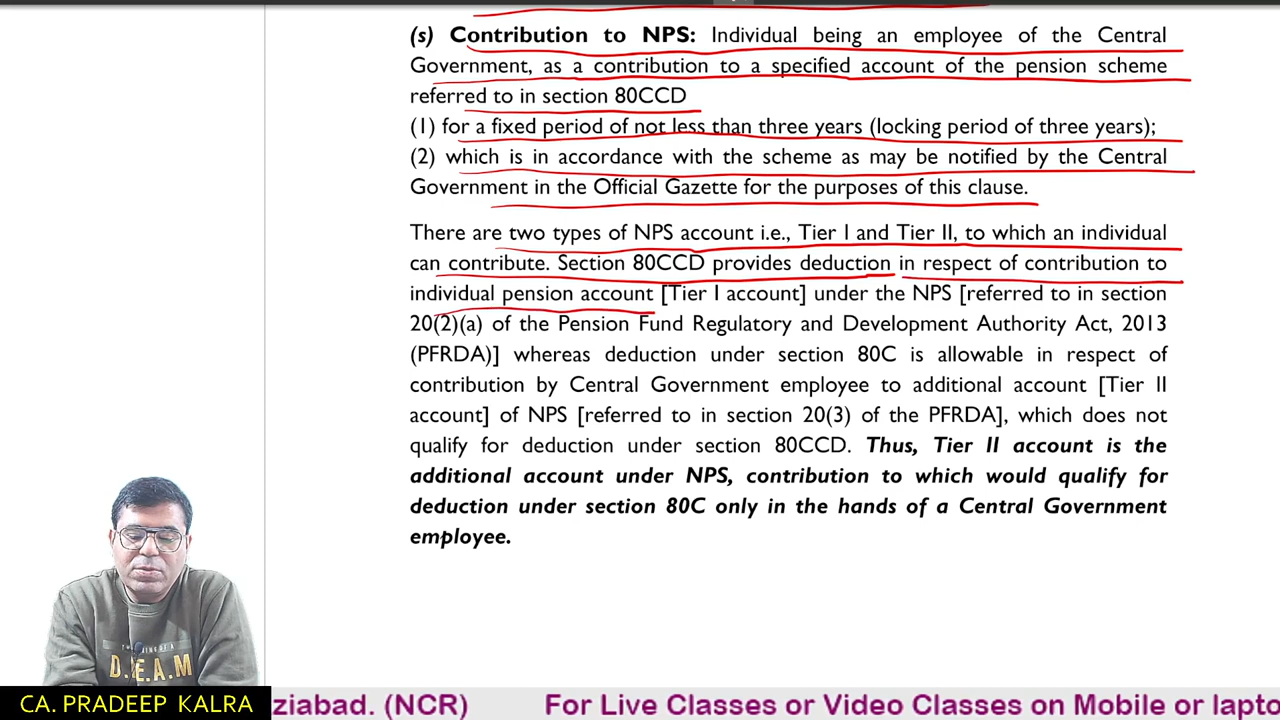 (s) Contribution to NPS: Individual being an employee of the Central
Government, as a contribution to a specified account of the pension scheme
referred to in section 80CCD
(1) for a fixed period of not less than three years (locking period of three years);
(2) which is in accordance with the scheme as may be notified by the Central
Government in the Official Gazette for the purposes of this clause.
There are two types of NPS account i.e., Tier I and Tier II, to which an individual
can contribute. Section 80CCD provides deduction in respect of contribution to
individual pension account [Tier I account] under the NPS [referred to in section
20(2)(a) of the Pension Fund Regulatory and Development Authority Act, 2013
(PFRDA)] whereas deduction under section 80C is allowable in respect of
contribution by Central Government employee to additional account [Tier II
account] of NPS [referred to in section 20(3) of the PFRDA], which does not
qualify for deduction under section 80CCD. Thus, Tier II account is the
additional account under NPS, contribution to which would qualify for
deduction under section 80C only in the hands of a Central Government
employee.
D.R.E.A.M
CA. PRADEEP KALRA
ziabad. (NCR) For Live Classes or Video Classes on Mobile or lapto